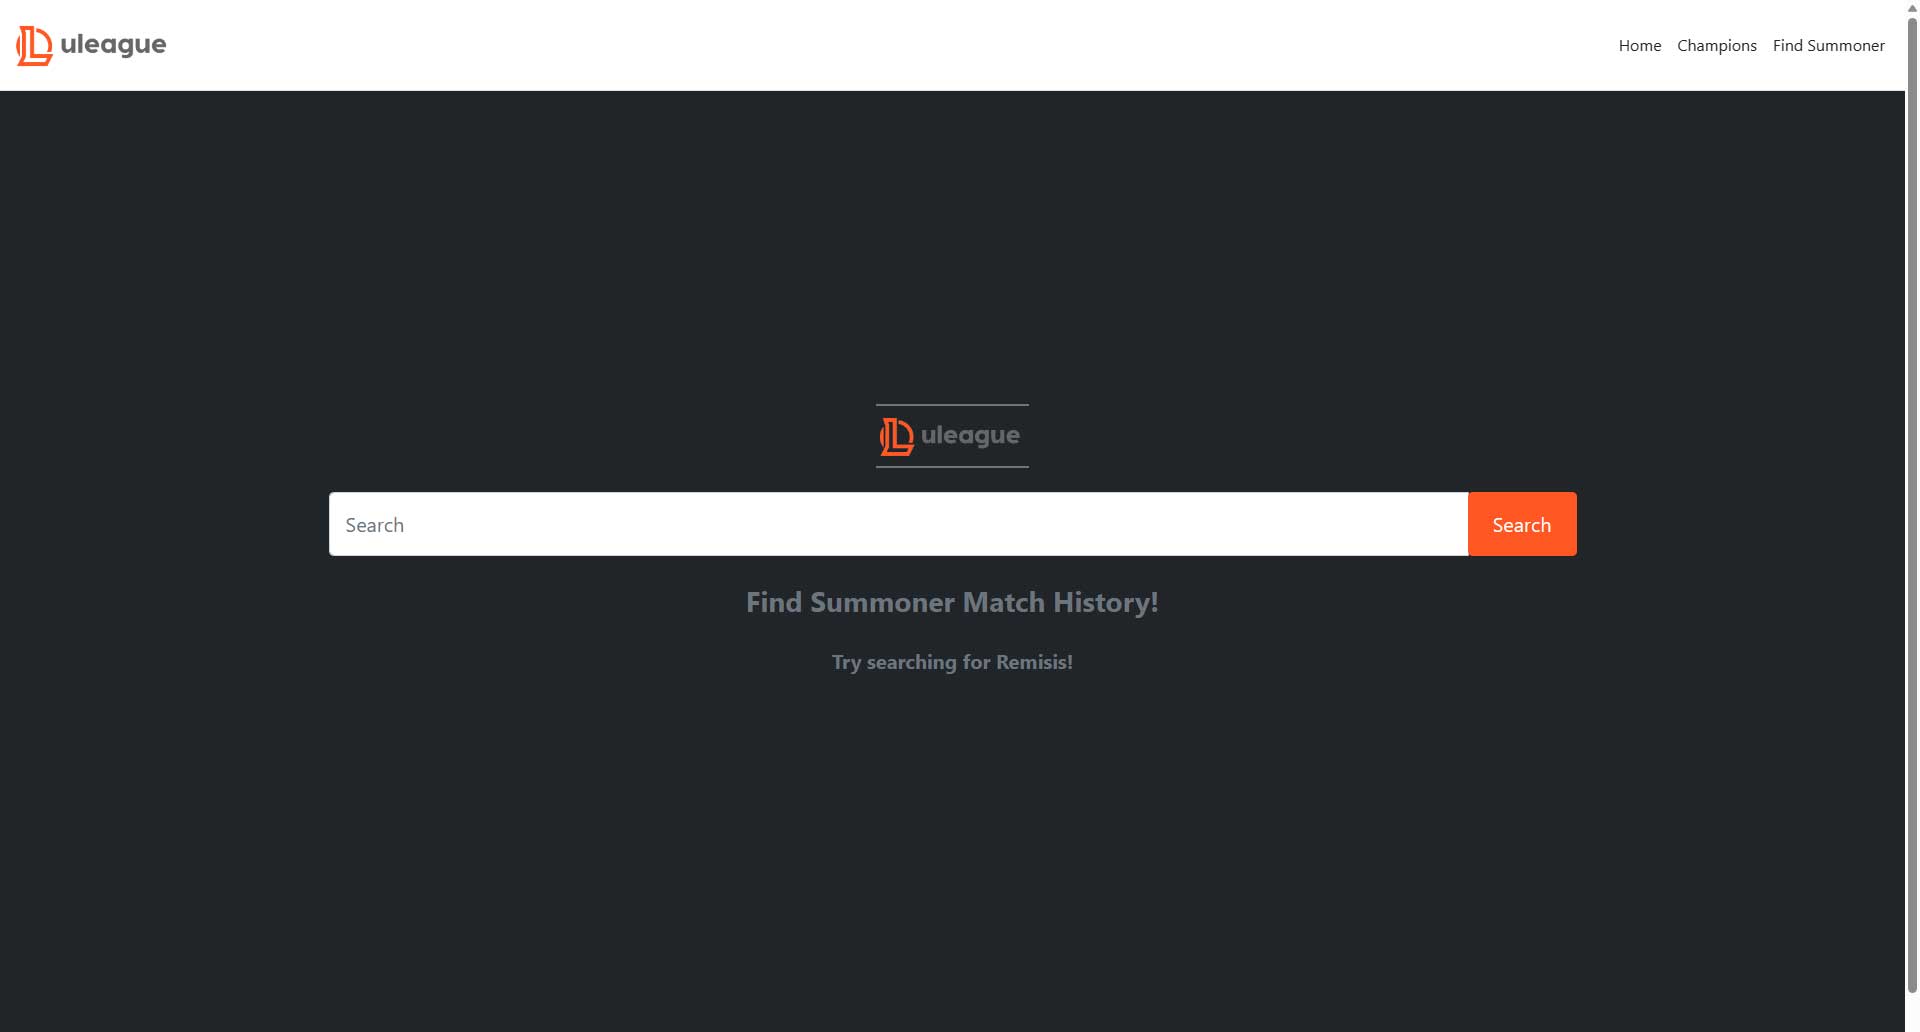 uleague
Home Champions Find Summoner
uleague
Search
Search
Find Summoner Match History!
Try searching for Remisis!